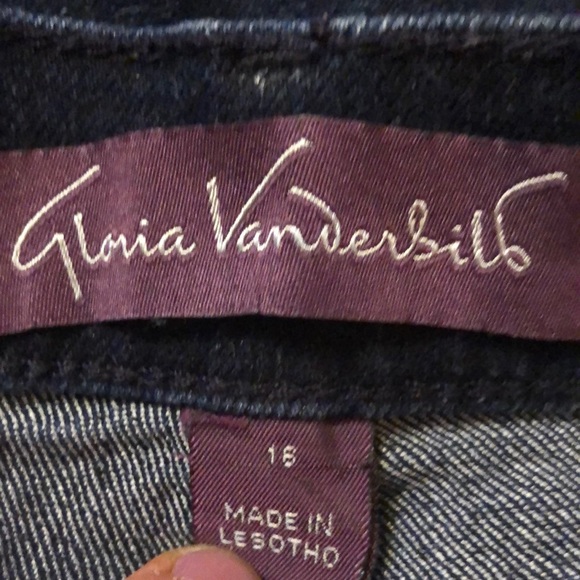 Gloria Vanderbilt
16
MADE IN
LESOTHO